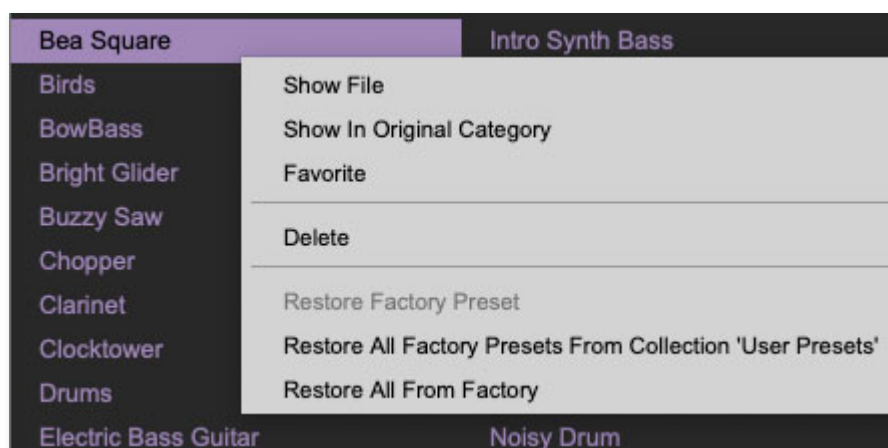 Bea Square
Intro Synth Bass
Birds
Show File
BowBass
Show In Original Category
Bright Glider
Favorite
Buzzy Saw
Delete
Chopper
Clarinet
Restore Factory Preset
Clocktower
Restore All Factory Presets From Collection 'User Presets'
Drums
Restore All From Factory
Electric Bass Guitar
Noisy Drum